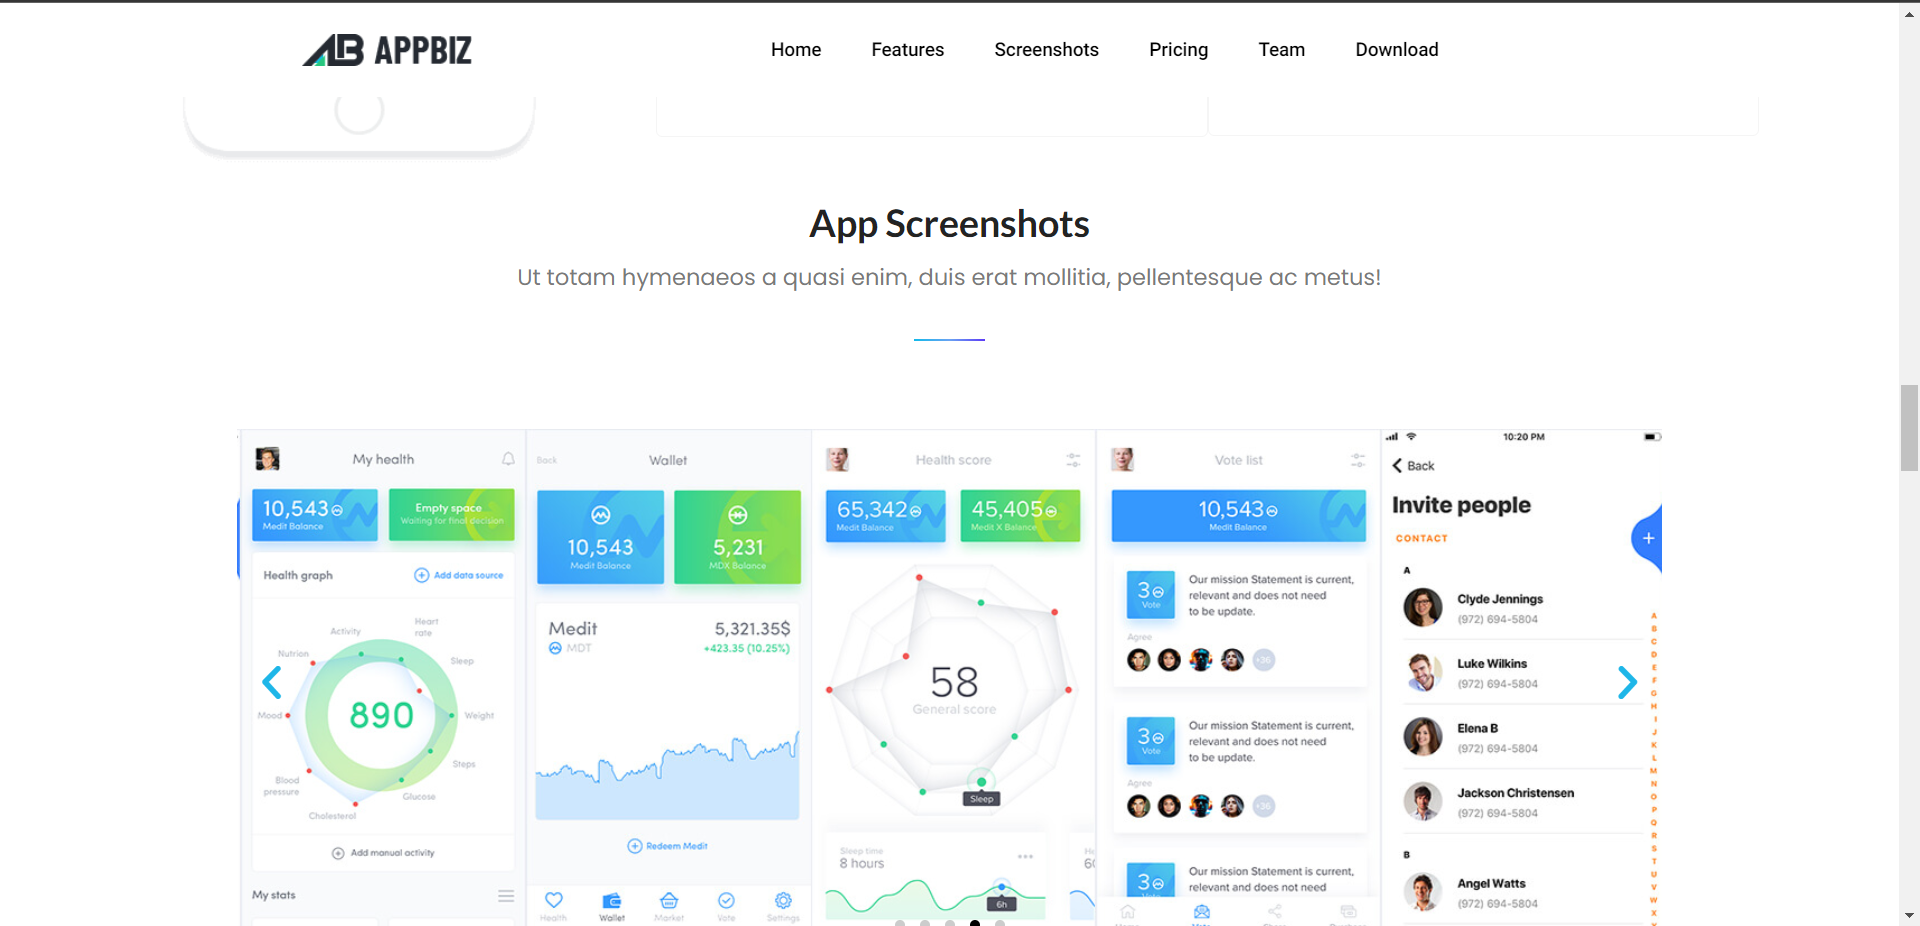 APPBIZ
Home
Features
Screenshots
Pricing
Team
Download
App Screenshots
Ut totam hymenaeos a quasi enim, duis erat mollitia, pellentesque ac metus!
My health
10,543
Medit Balance
Empty space
Waiting for final decision
Health graph
Add data source
Heart
rate
Activity
Nutrion
Sleep
Mood
890
Weight
Steps
Blood
pressure
Glucose
Cholesterol
Add manual activity
My stats
Back
Wallet
10,543
Medit Balance
5,231
MDX Balance
Medit
5,321.35$
MDT
+423.35 (10.25%)
Redeem Medit
Health
Wallet
Market
Vote
Settings
Health score
65,342
Medit Balance
45,405
Medit X Balance
58
General score
Sleep
Sleep time
8 hours
6h
Vote list
10,543
Medit Balance
3
Vote
Our mission Statement is current,
relevant and does not need
to be update.
Agree
+36
3
Vote
Our mission Statement is current,
relevant and does not need
to be update.
Agree
+36
3
Our mission Statement is current,
relevant and does not need
10:20 PM
Back
Invite people
CONTACT
+
A
Clyde Jennings
(972) 694-5804
Luke Wilkins
(972) 694-5804
Elena B
(972) 694-5804
Jackson Christensen
(972) 694-5804
B
Angel Watts
(972) 694-5804
A
B
C
D
E
F
G
H
I
J
K
L
M
N
O
P
Q
R
S
T
U
V
W
X